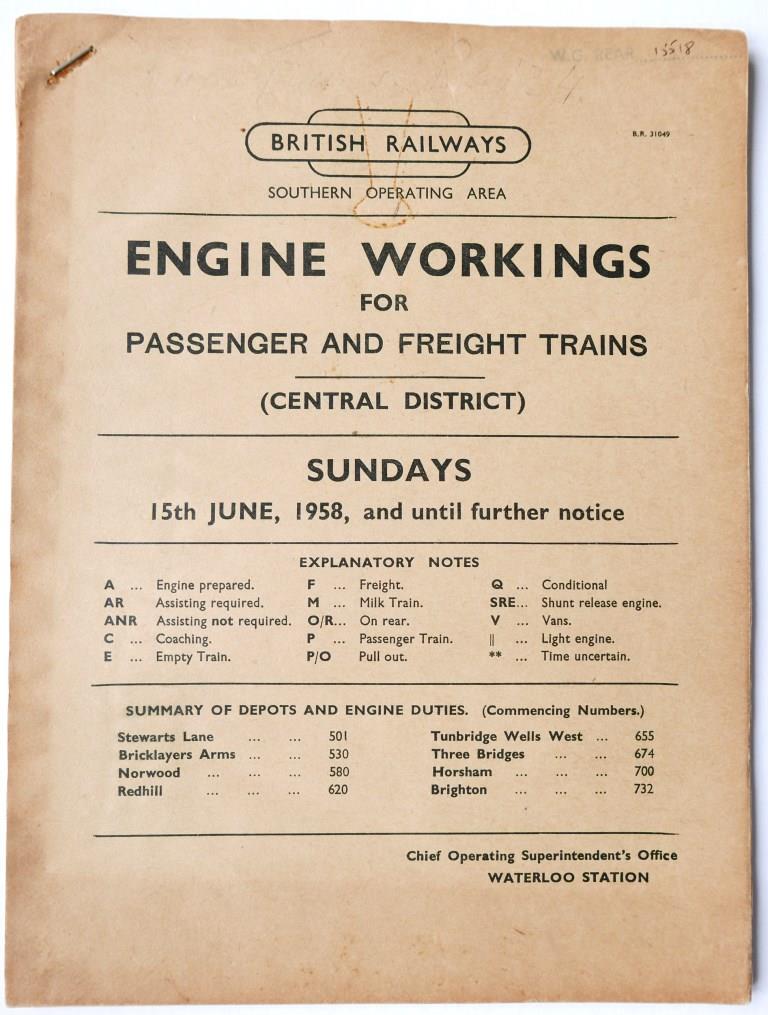 W.G. REAR 15518
BRITISH RAILWAYS
B.R. 31049
SOUTHERN OPERATING AREA
ENGINE WORKINGS
FOR
PASSENGER AND FREIGHT TRAINS
(CENTRAL DISTRICT)
SUNDAYS
15th JUNE, 1958, and until further notice
EXPLANATORY NOTES
A ... Engine prepared. F ... Freight. Q ... Conditional
AR Assisting required. M ... Milk Train. SRE... Shunt release engine.
ANR Assisting not required. O/R... On rear. V ... Vans.
C ... Coaching. P ... Passenger Train. || ... Light engine.
E ... Empty Train. P/O Pull out. ** ... Time uncertain.
SUMMARY OF DEPOTS AND ENGINE DUTIES. (Commencing Numbers.)
Stewarts Lane ... ... 501 Tunbridge Wells West ... 655
Bricklayers Arms ... ... 530 Three Bridges ... ... 674
Norwood ... ... ... 580 Horsham ... ... ... 700
Redhill ... ... ... 620 Brighton ... ... ... 732
Chief Operating Superintendent's Office
WATERLOO STATION